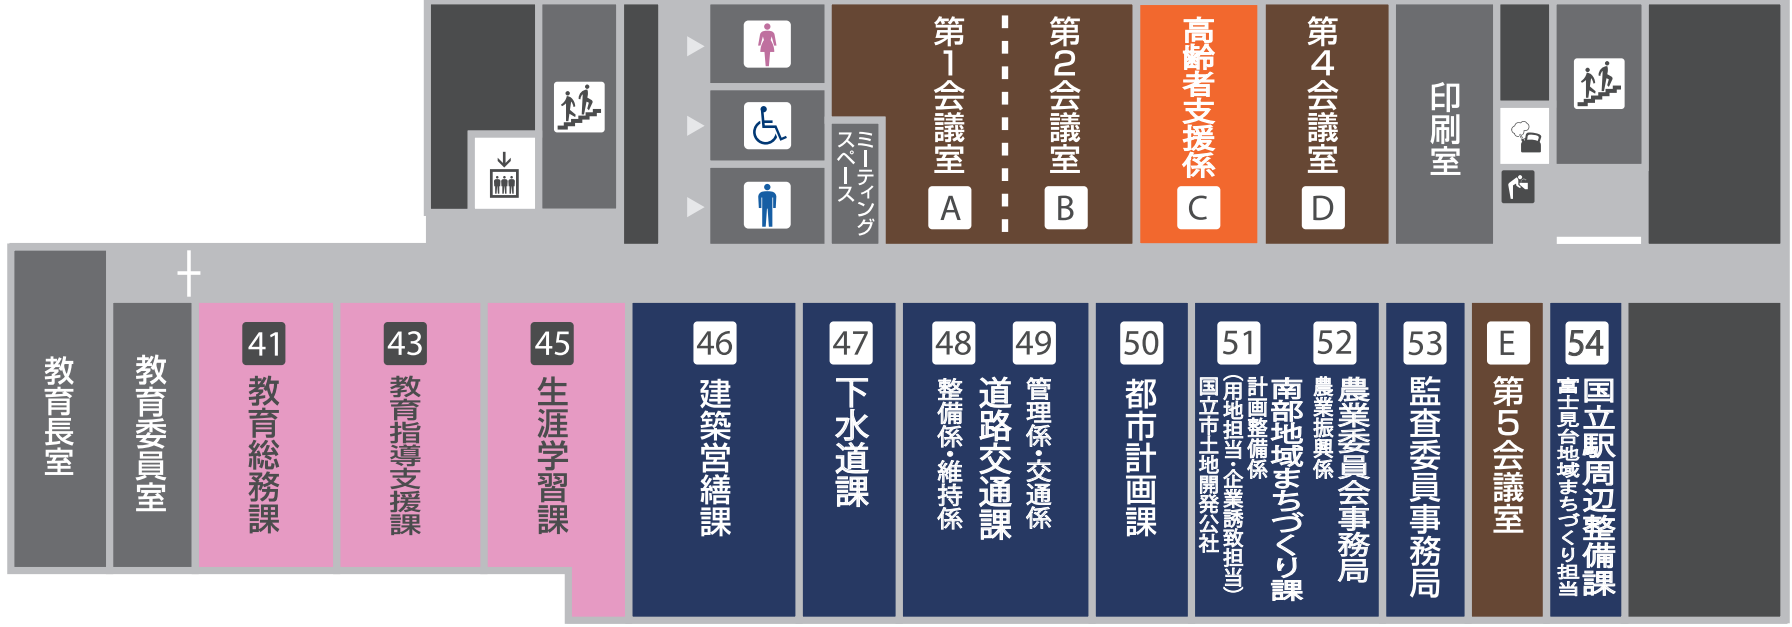 第1会議室
A
第2会議室
B
高齢者支援係
C
第4会議室
D
印刷室
ミーティング
スペース
教育長室
教育委員室
41
教育総務課
43
教育指導支援課
45
生涯学習課
46
建築営繕課
47
下水道課
48
49
管理係・交通係
道路交通課
整備係・維持係
50
都市計画課
51
南部地域まちづくり課
計画整備係
(用地担当・企業誘致担当)
国立市土地開発公社
52
農業委員会事務局
農業振興係
53
監査委員事務局
E
第5会議室
54
国立駅周辺整備課
富士見台地域まちづくり担当